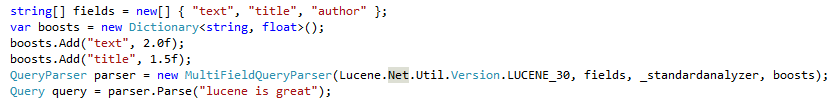 string[] fields = new[] { "text", "title", "author" };
var boosts = new Dictionary<string, float>();
boosts.Add("text", 2.0f);
boosts.Add("title", 1.5f);
QueryParser parser = new MultiFieldQueryParser(Lucene.Net.Util.Version.LUCENE_30, fields, _standardanalyzer, boosts);
Query query = parser.Parse("lucene is great");